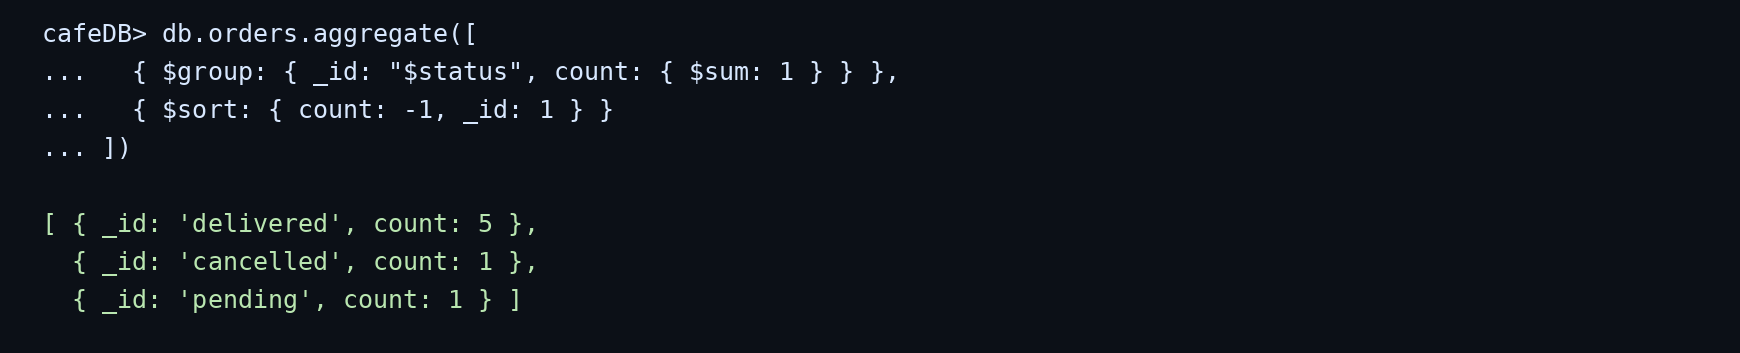 cafeDB> db.orders.aggregate([
...   { $group: { _id: "$status", count: { $sum: 1 } } },
...   { $sort: { count: -1, _id: 1 } }
... ])
[ { _id: 'delivered', count: 5 },
  { _id: 'cancelled', count: 1 },
  { _id: 'pending', count: 1 } ]